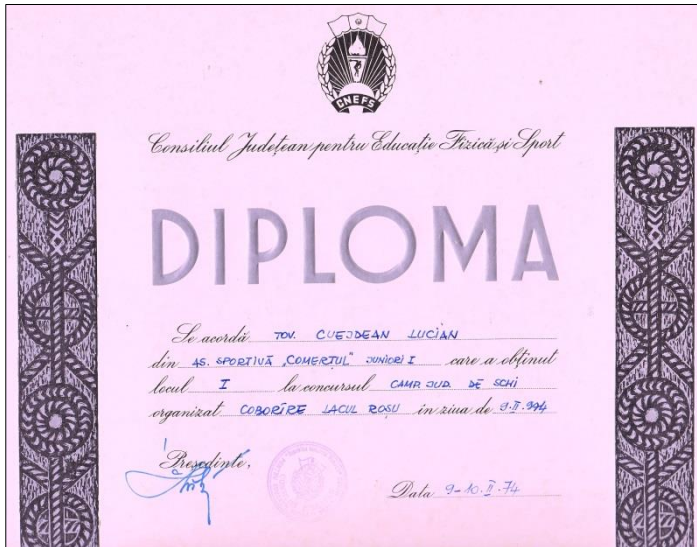 CNEFS
Consiliul Județean pentru Educație Fizică și Sport
DIPLOMA
Se acordă TOV. CUEJDEAN LUCIAN
din AS. SPORTIVĂ „COMERȚUL" JUNIORI I care a obținut
locul I la concursul CAMP. JUD. DE SCHI
organizat COBORÎRE LACUL ROȘU în ziua de 9.II.974
Președinte,
Data 9-10.II.74